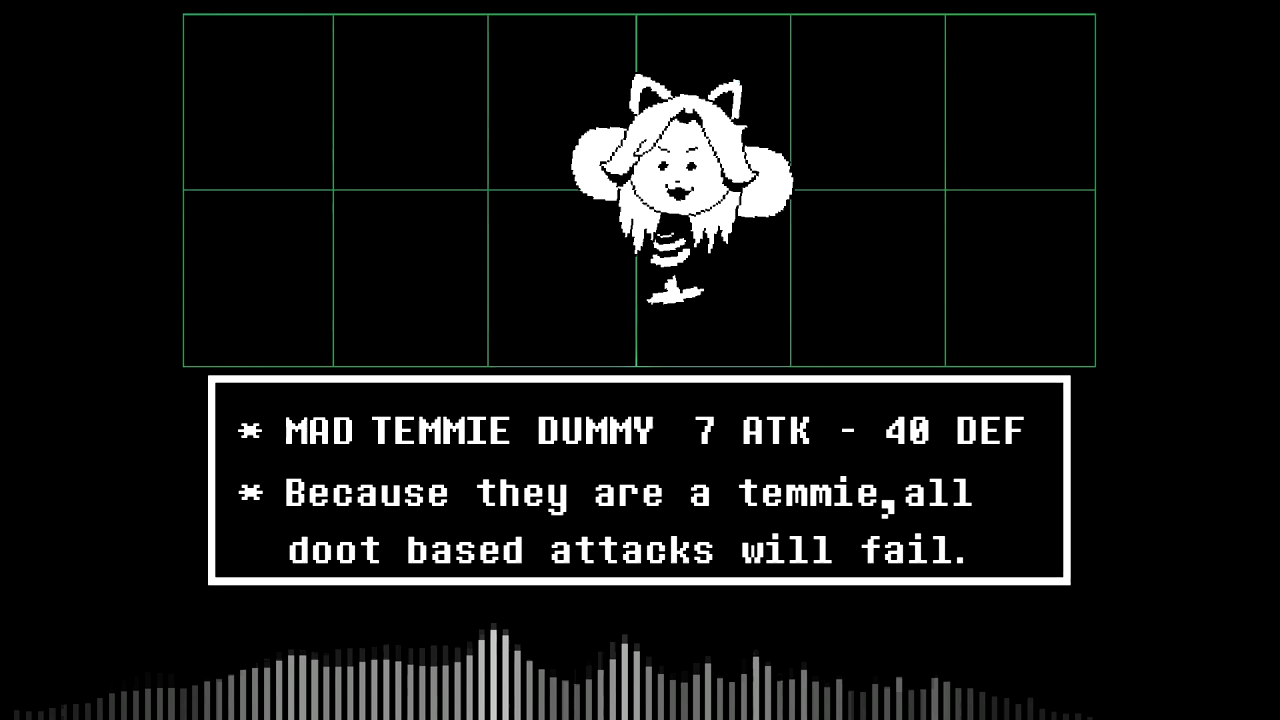 * MAD TEMMIE DUMMY 7 ATK - 40 DEF
* Because they are a temmie,all
doot based attacks will fail.